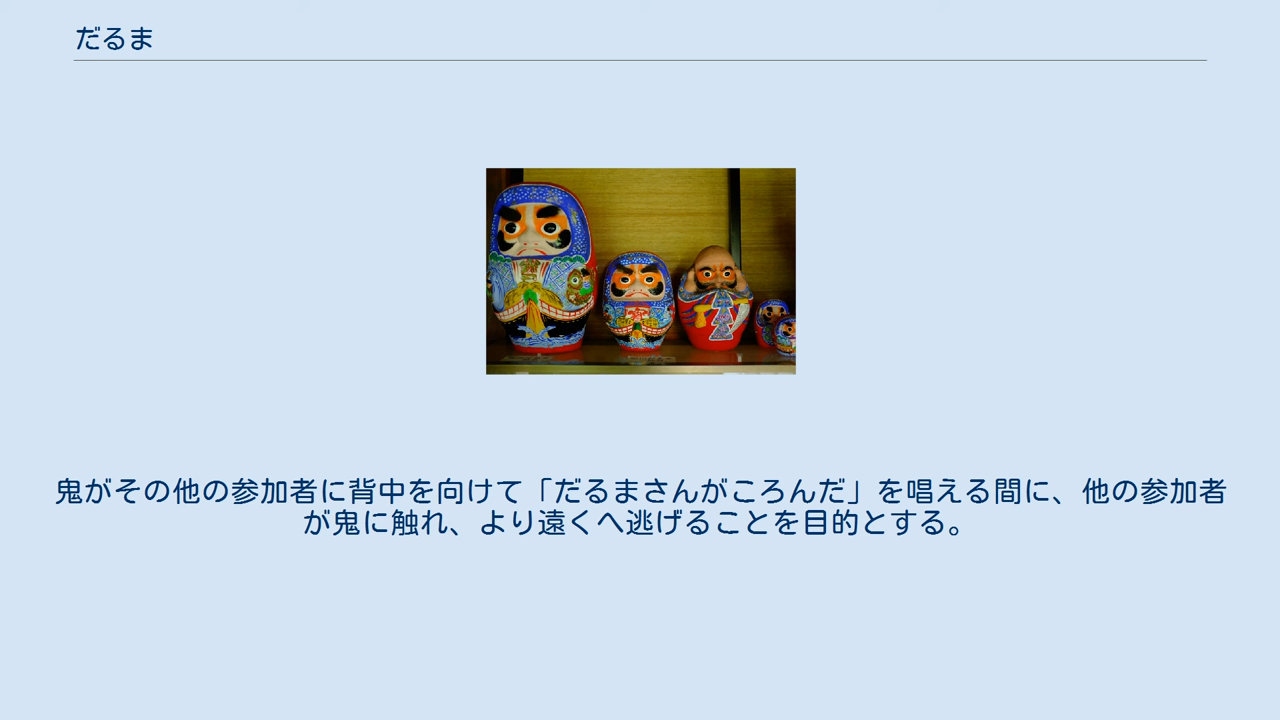 だるま
鬼がその他の参加者に背中を向けて「だるまさんがころんだ」を唱える間に、他の参加者
が鬼に触れ、より遠くへ逃げることを目的とする。